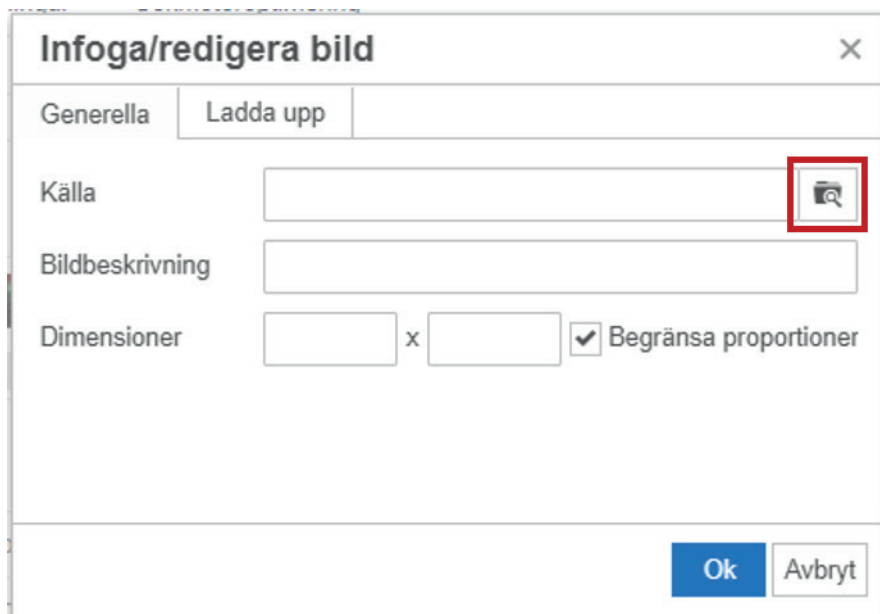 Infoga/redigera bild
Generella Ladda upp
Källa
Bildbeskrivning
Dimensioner x Begränsa proportioner
Ok Avbryt